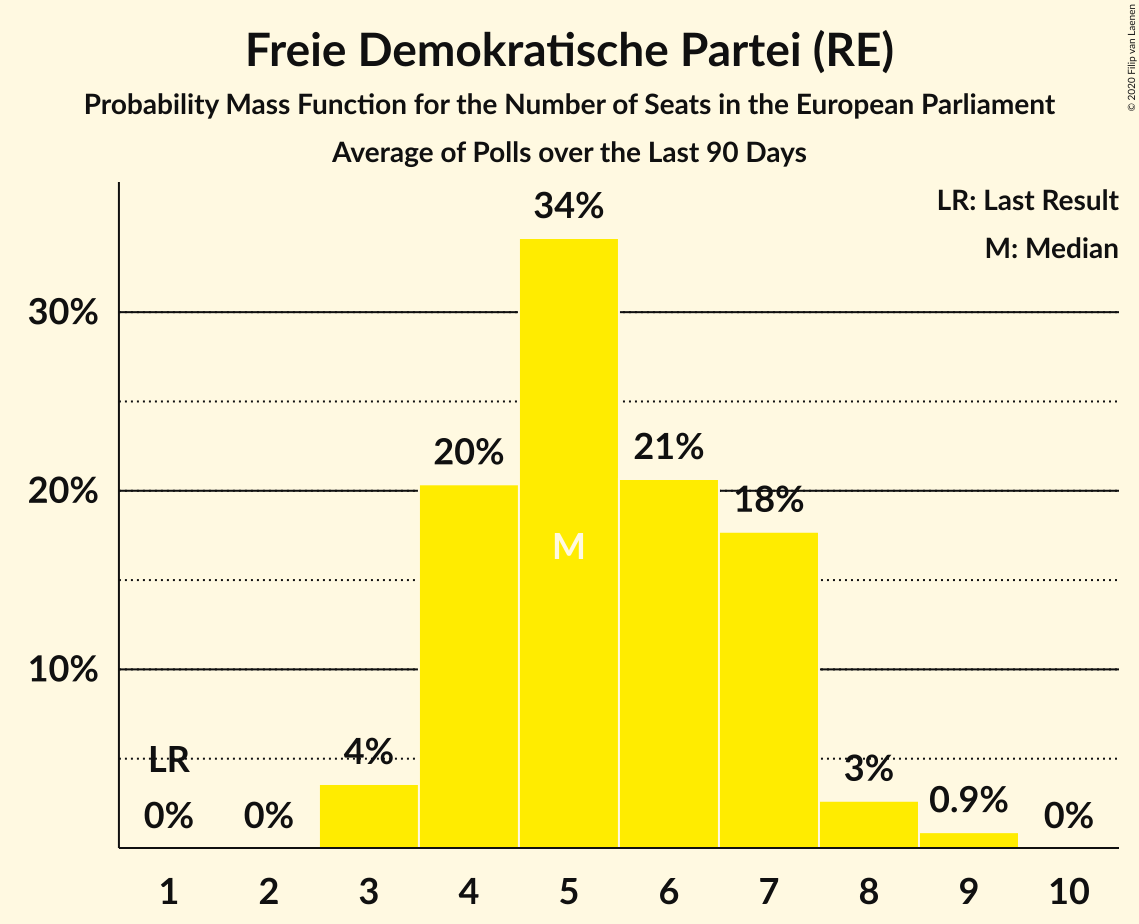 Freie Demokratische Partei (RE)
Probability Mass Function for the Number of Seats in the European Parliament
Average of Polls over the Last 90 Days
© 2020 Filip van Laenen
LR: Last Result
M: Median
34%
30%
20%
21%
20%
18%
M
10%
LR
4%
3%
0.9%
0%
0%
0%
1 2 3 4 5 6 7 8 9 10